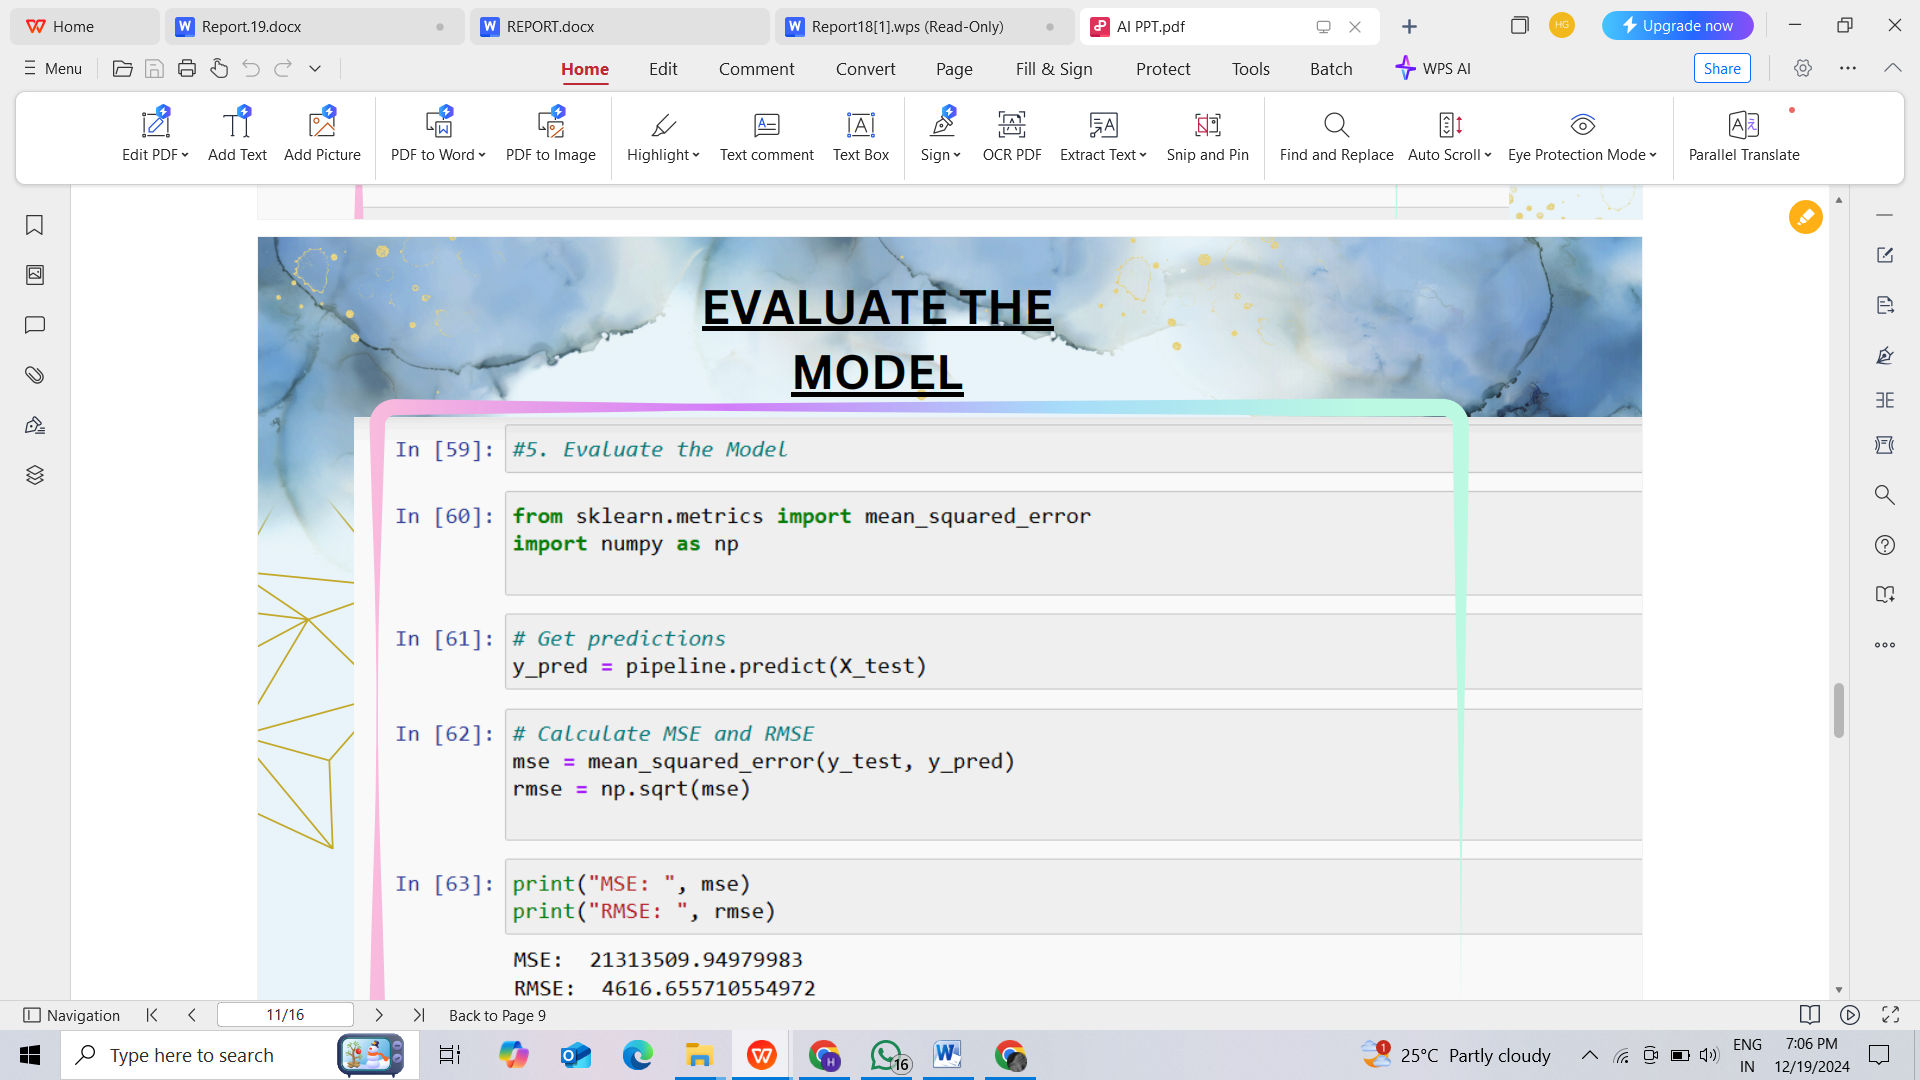 Home
Report.19.docx
REPORT.docx
Report18[1].wps (Read-Only)
AI PPT.pdf
HG
Upgrade now
Menu
Home
Edit
Comment
Convert
Page
Fill & Sign
Protect
Tools
Batch
WPS AI
Share
Edit PDF
Add Text
Add Picture
PDF to Word
PDF to Image
Highlight
Text comment
Text Box
Sign
OCR PDF
Extract Text
Snip and Pin
Find and Replace
Auto Scroll
Eye Protection Mode
Parallel Translate
EVALUATE THE
MODEL
In [59]: #5. Evaluate the Model
In [60]: from sklearn.metrics import mean_squared_error
import numpy as np
In [61]: # Get predictions
y_pred = pipeline.predict(X_test)
In [62]: # Calculate MSE and RMSE
mse = mean_squared_error(y_test, y_pred)
rmse = np.sqrt(mse)
In [63]: print("MSE: ", mse)
print("RMSE: ", rmse)
MSE:  21313509.94979983
RMSE:  4616.655710554972
Navigation
11/16
Back to Page 9
Type here to search
16
1
25°C Partly cloudy
ENG
IN
7:06 PM
12/19/2024